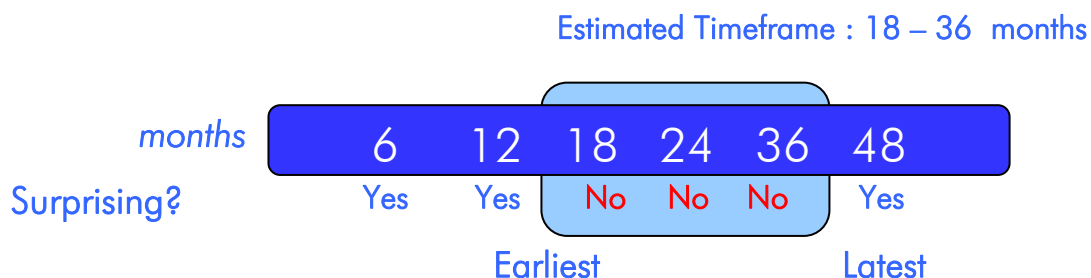 Estimated Timeframe : 18 – 36 months
months 6 12 18 24 36 48
Surprising? Yes Yes No No No Yes
Earliest Latest